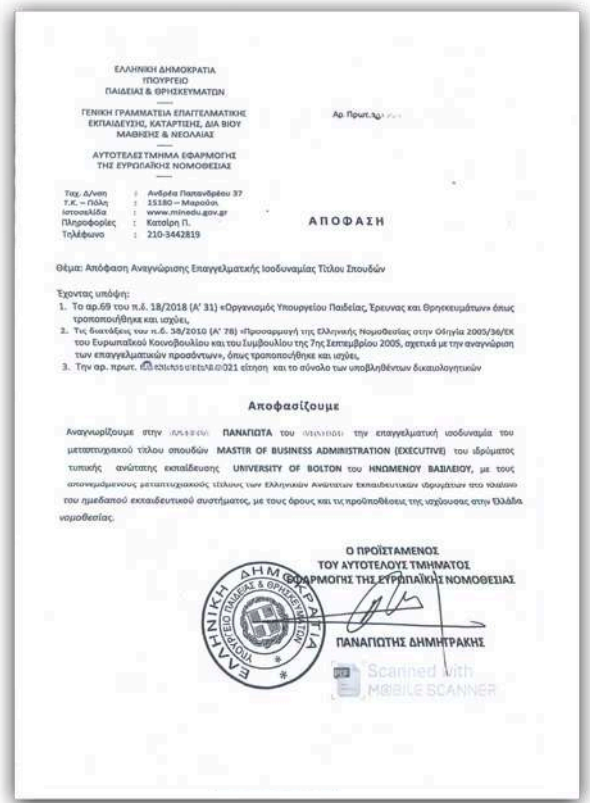 ΕΛΛΗΝΙΚΗ ΔΗΜΟΚΡΑΤΙΑ
ΥΠΟΥΡΓΕΙΟ
ΠΑΙΔΕΙΑΣ & ΘΡΗΣΚΕΥΜΑΤΩΝ
ΓΕΝΙΚΗ ΓΡΑΜΜΑΤΕΙΑ ΕΠΑΓΓΕΛΜΑΤΙΚΗΣ
ΕΚΠΑΙΔΕΥΣΗΣ, ΚΑΤΑΡΤΙΣΗΣ, ΔΙΑ ΒΙΟΥ
ΜΑΘΗΣΗΣ & ΝΕΟΛΑΙΑΣ
Αρ. Πρωτ.
ΑΥΤΟΤΕΛΕΣ ΤΜΗΜΑ ΕΦΑΡΜΟΓΗΣ
ΤΗΣ ΕΥΡΩΠΑΪΚΗΣ ΝΟΜΟΘΕΣΙΑΣ
Ταχ. Δ/νση : Ανδρέα Παπανδρέου 37
Τ.Κ. – Πόλη : 15180 – Μαρούσι
Ιστοσελίδα : www.minedu.gov.gr
Πληροφορίες : Κατσίρη Π.
Τηλέφωνο : 210-3442819
ΑΠΟΦΑΣΗ
Θέμα: Απόφαση Αναγνώρισης Επαγγελματικής Ισοδυναμίας Τίτλου Σπουδών
Έχοντας υπόψη:
1. Το αρ.69 του π.δ. 18/2018 (Α' 31) «Οργανισμός Υπουργείου Παιδείας, Έρευνας και Θρησκευμάτων» όπως
τροποποιήθηκε και ισχύει,
2. Τις διατάξεις του π.δ. 38/2010 (Α' 78) «Προσαρμογή της Ελληνικής Νομοθεσίας στην Οδηγία 2005/36/ΕΚ
του Ευρωπαϊκού Κοινοβουλίου και του Συμβουλίου της 7ης Σεπτεμβρίου 2005, σχετικά με την αναγνώριση
των επαγγελματικών προσόντων», όπως τροποποιήθηκε και ισχύει,
3. Την αρ. πρωτ. 021 αίτηση και το σύνολο των υποβληθέντων δικαιολογητικών
Αποφασίζουμε
Αναγνωρίζουμε στην ΠΑΝΑΓΙΩΤΑ του την επαγγελματική ισοδυναμία του
μεταπτυχιακού τίτλου σπουδών MASTER OF BUSINESS ADMINISTRATION (EXECUTIVE) του ιδρύματος
τυπικής ανώτατης εκπαίδευσης UNIVERSITY OF BOLTON του ΗΝΩΜΕΝΟΥ ΒΑΣΙΛΕΙΟΥ, με τους
απονεμόμενους μεταπτυχιακούς τίτλους των Ελληνικών Ανώτατων Εκπαιδευτικών Ιδρυμάτων στο πλαίσιο
του ημεδαπού εκπαιδευτικού συστήματος, με τους όρους και τις προϋποθέσεις της ισχύουσας στην Ελλάδα
νομοθεσίας.
Ο ΠΡΟΪΣΤΑΜΕΝΟΣ
ΤΟΥ ΑΥΤΟΤΕΛΟΥΣ ΤΜΗΜΑΤΟΣ
ΕΦΑΡΜΟΓΗΣ ΤΗΣ ΕΥΡΩΠΑΪΚΗΣ ΝΟΜΟΘΕΣΙΑΣ
ΕΛΛΗΝΙΚΗ ΔΗΜΟΚΡΑΤΙΑ
ΥΠΟΥΡΓΕΙΟ ΠΑΙΔΕΙΑΣ & ΘΡΗΣΚΕΥΜΑΤΩΝ
ΠΑΝΑΓΙΩΤΗΣ ΔΗΜΗΤΡΑΚΗΣ
PDF Scanned with
MOBILE SCANNER